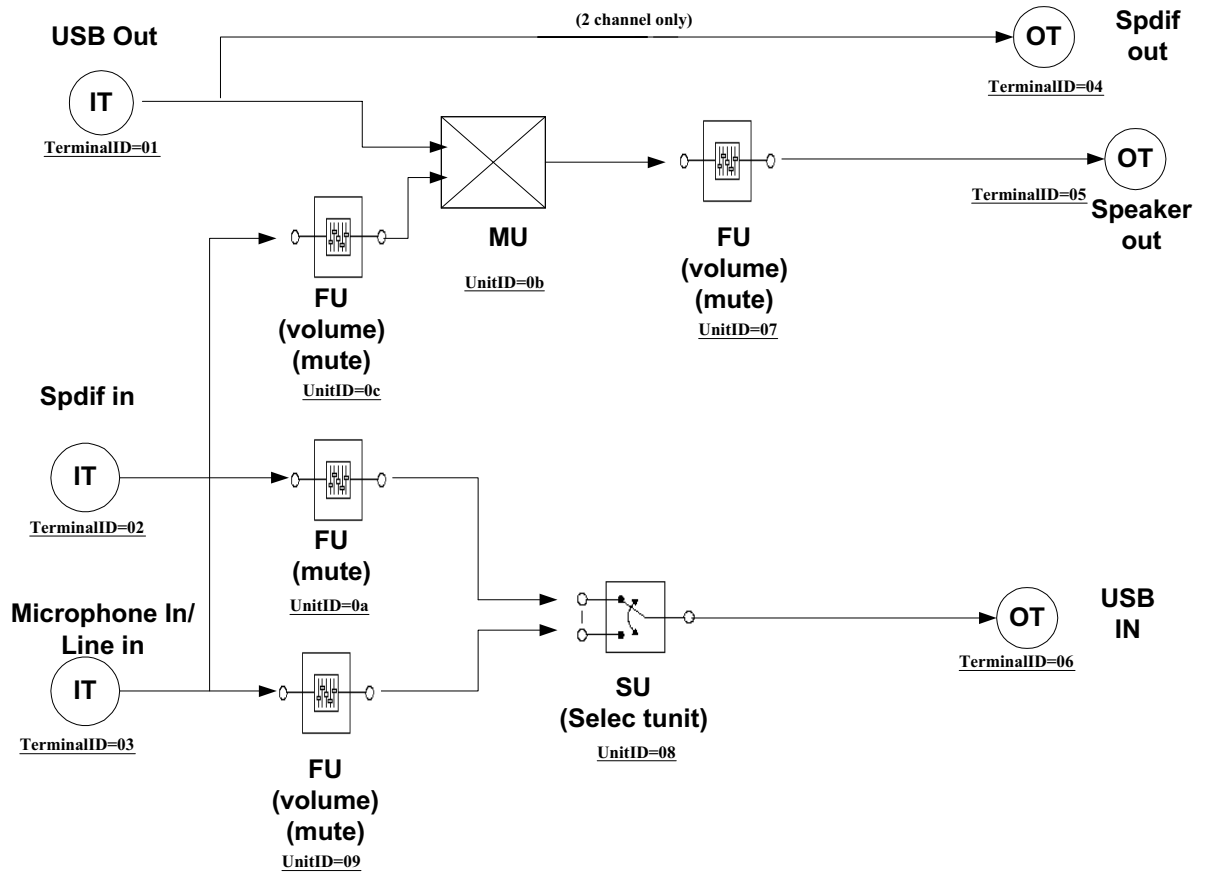 (2 channel only)
USB Out
Spdif
out
OT
TerminalID=04
IT
TerminalID=01
OT
TerminalID=05
Speaker
out
MU
UnitID=0b
FU
(volume)
(mute)
UnitID=07
FU
(volume)
(mute)
UnitID=0c
Spdif in
IT
TerminalID=02
FU
(mute)
UnitID=0a
Microphone In/
Line in
IT
TerminalID=03
FU
(volume)
(mute)
UnitID=09
SU
(Selec tunit)
UnitID=08
OT
TerminalID=06
USB
IN